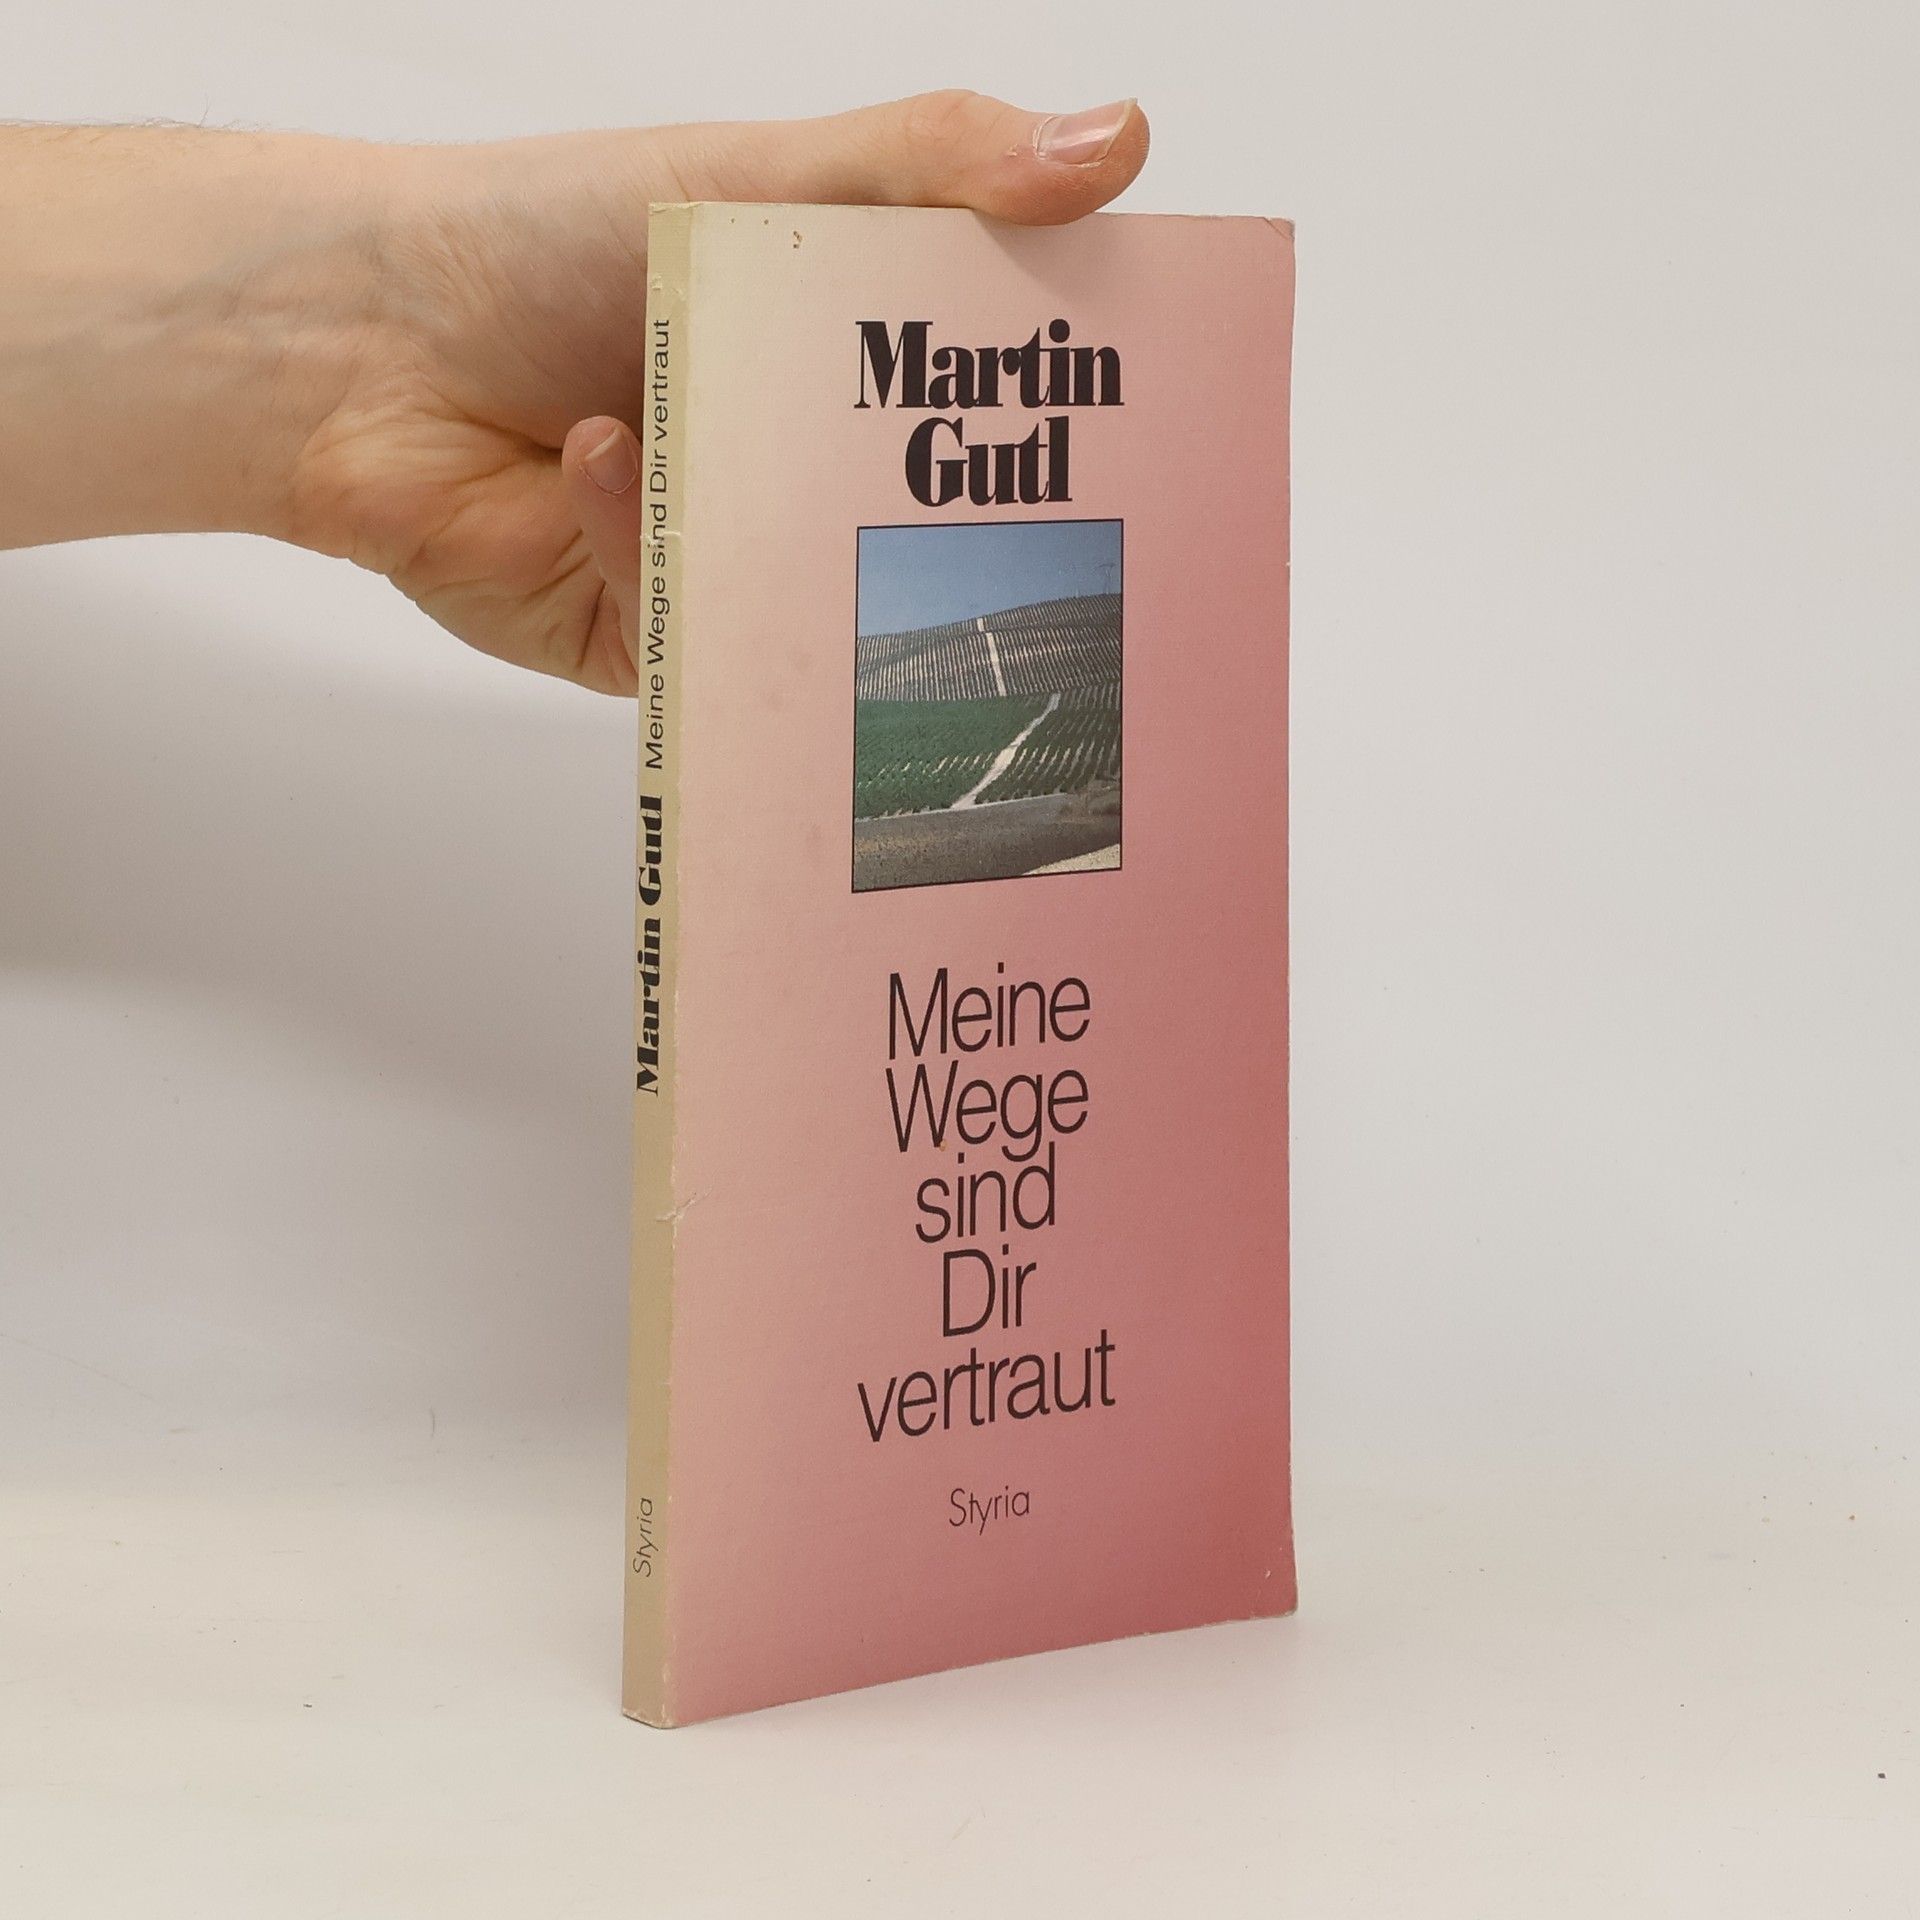 Martin
Gutl
Meine
Wege
sind
Dir
vertraut
Styria
Martin Gutl Meine Wege sind Dir vertraut
Styria